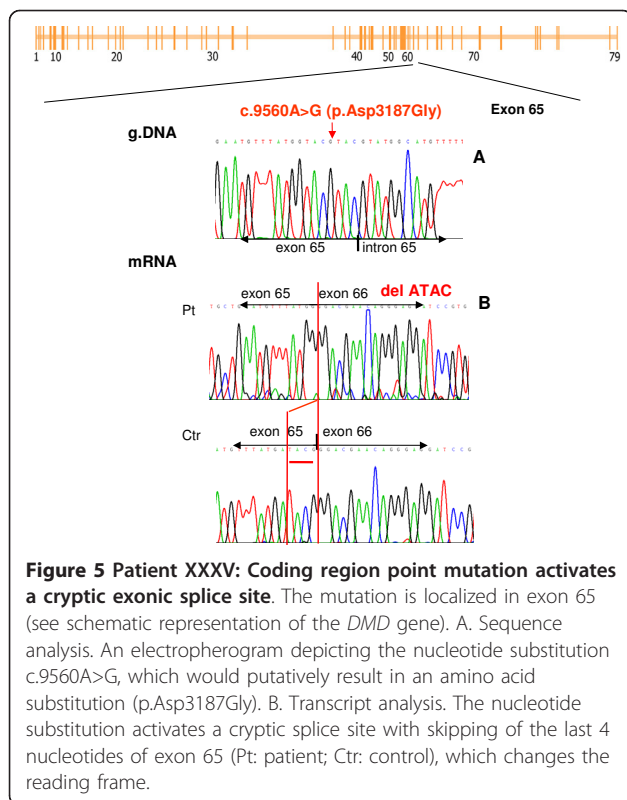 1 10 20 30 40 50 60 70 79
c.9560A>G (p.Asp3187Gly) Exon 65
g.DNA
G A A T G T T T A T G G T A C G T A C G T A T G G C A T G T T T T T
A
exon 65 intron 65
mRNA
exon 65 exon 66 del ATAC
Pt
B
exon 65 exon 66
Ctr
Figure 5 Patient XXXV: Coding region point mutation activates
a cryptic exonic splice site. The mutation is localized in exon 65
(see schematic representation of the DMD gene). A. Sequence
analysis. An electropherogram depicting the nucleotide substitution
c.9560A>G, which would putatively result in an amino acid
substitution (p.Asp3187Gly). B. Transcript analysis. The nucleotide
substitution activates a cryptic splice site with skipping of the last 4
nucleotides of exon 65 (Pt: patient; Ctr: control), which changes the
reading frame.